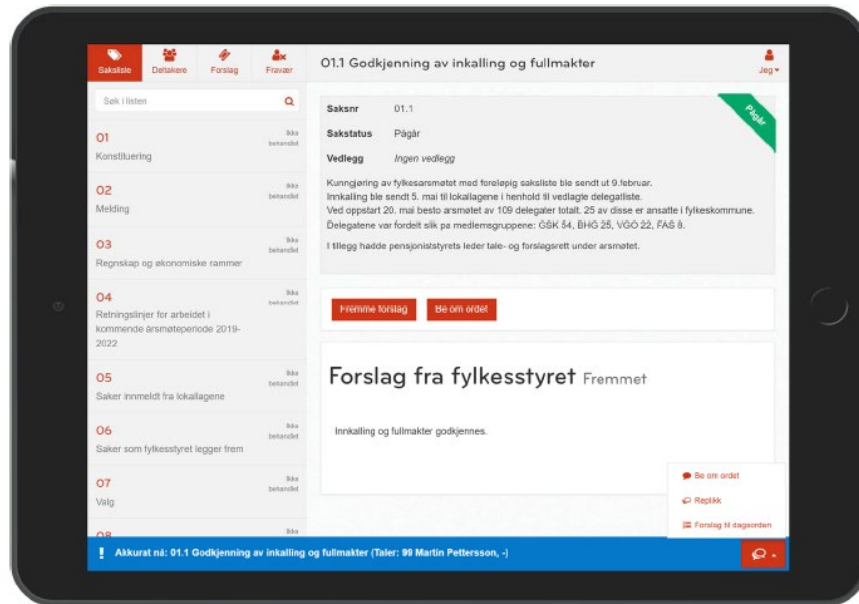 Saksliste
Deltakere
Forslag
Fravær
01.1 Godkjenning av inkalling og fullmakter
Jeg
Søk i listen
01
Ikke behandlet
Konstituering
02
Ikke behandlet
Melding
03
Ikke behandlet
Regnskap og økonomiske rammer
04
Ikke behandlet
Retningslinjer for arbeidet i
kommende årsmøteperiode 2019-
2022
05
Ikke behandlet
Saker innmeldt fra lokallagene
06
Ikke behandlet
Saker som fylkesstyret legger frem
07
Ikke behandlet
Valg
08
Ikke
Pågår
Saksnr 01.1
Sakstatus Pågår
Vedlegg Ingen vedlegg
Kunngjøring av fylkesarsmøtet med foreløpig saksliste ble sendt ut 9.februar.
Innkalling ble sendt 5. mai til lokallagene i henhold til vedlagte delegatliste.
Ved oppstart 20. mai besto arsmøtet av 109 delegater totalt. 25 av disse er ansatte i fylkeskommune.
Delegatene var fordelt slik pa medlemsgruppene: GSK 54, BHG 25, VGO 22, FAS 8.
I tillegg hadde pensjoniststyrets leder tale- og forslagsrett under arsmøtet.
Fremme forslag
Be om ordet
Forslag fra fylkesstyret Fremmet
Innkalling og fullmakter godkjennes.
Be om ordet
Replikk
Forslag til dagsorden
Akkurat nå: 01.1 Godkjenning av inkalling og fullmakter (Taler: 99 Martin Pettersson, -)